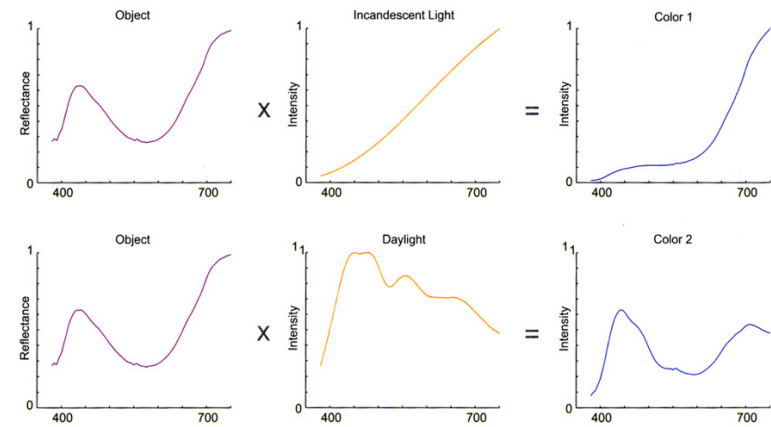 Object
Incandescent Light
Color 1
1
1
1
Reflectance
X
Intensity
=
Intensity
0
0
0
400
700
400
700
400
700
Object
Daylight
Color 2
1
1
1
1
1
Reflectance
X
Intensity
=
Intensity
0
0
0
400
700
400
700
400
700